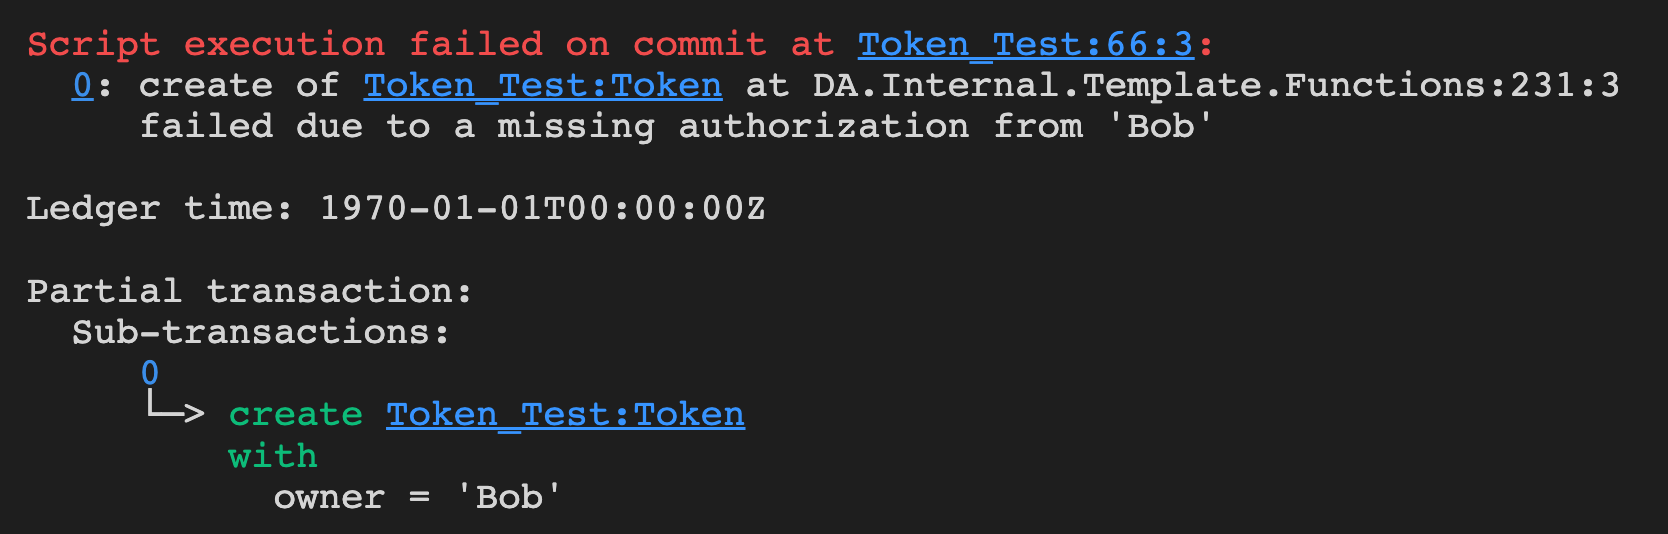 Script execution failed on commit at Token_Test:66:3:
0: create of Token_Test:Token at DA.Internal.Template.Functions:231:3
failed due to a missing authorization from 'Bob'
Ledger time: 1970-01-01T00:00:00Z
Partial transaction:
Sub-transactions:
0
└─> create Token_Test:Token
with
owner = 'Bob'